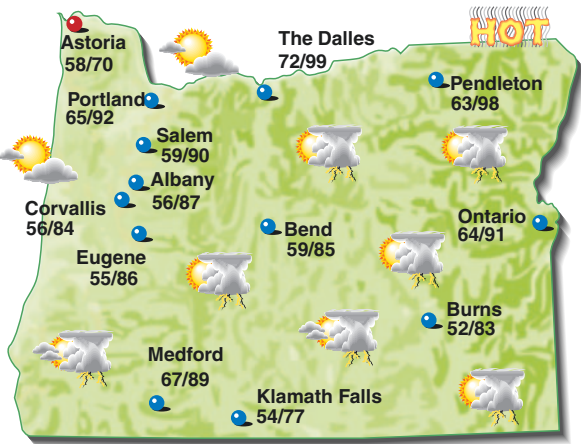 HOT
Astoria
58/70
The Dalles
72/99
Pendleton
63/98
Portland
65/92
Salem
59/90
Albany
56/87
Corvallis
56/84
Ontario
64/91
Bend
59/85
Eugene
55/86
Burns
52/83
Medford
67/89
Klamath Falls
54/77